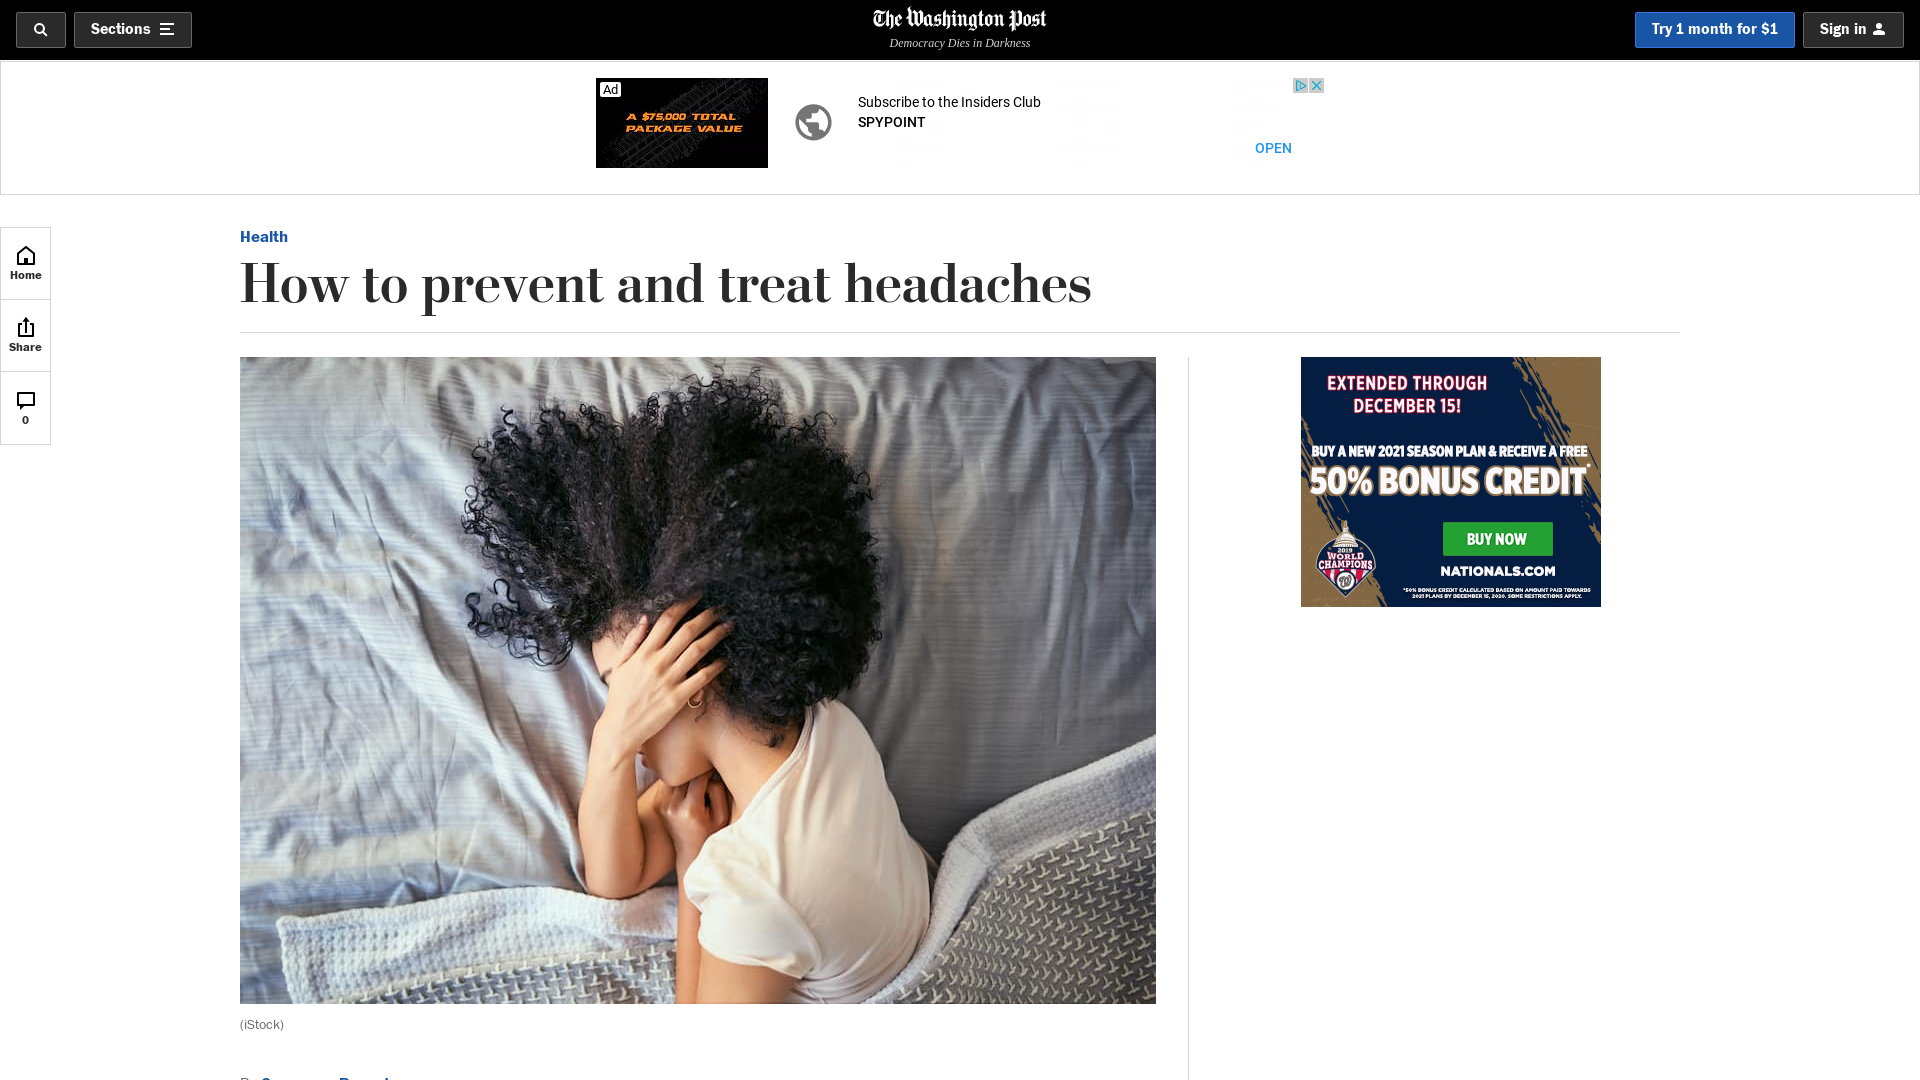 Sections
The Washington Post
Democracy Dies in Darkness
Try 1 month for $1
Sign in
Ad
A $75,000 TOTAL
PACKAGE VALUE
Subscribe to the Insiders Club
SPYPOINT
OPEN
Home
Share
0
Health
How to prevent and treat headaches
EXTENDED THROUGH
DECEMBER 15!
BUY A NEW 2021 SEASON PLAN & RECEIVE A FREE
50% BONUS CREDIT*
BUY NOW
2019
WORLD
CHAMPIONS
W
NATIONALS.COM
*50% BONUS CREDIT CALCULATED BASED ON AMOUNT PAID TOWARDS
2021 PLANS BY DECEMBER 15, 2020. SOME RESTRICTIONS APPLY.
(iStock)